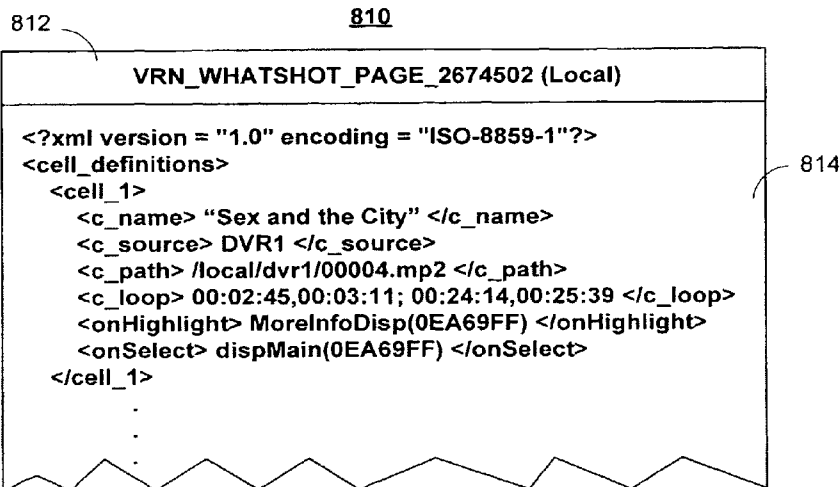 810
812
VRN_WHATSHOT_PAGE_2674502 (Local)
<?xml version = "1.0" encoding = "ISO-8859-1"?>
<cell_definitions>
<cell_1>
814
<c_name> “Sex and the City” </c_name>
<c_source> DVR1 </c_source>
<c_path> /local/dvr1/00004.mp2 </c_path>
<c_loop> 00:02:45,00:03:11; 00:24:14,00:25:39 </c_loop>
<onHighlight> MoreInfoDisp(0EA69FF) </onHighlight>
<onSelect> dispMain(0EA69FF) </onSelect>
</cell_1>